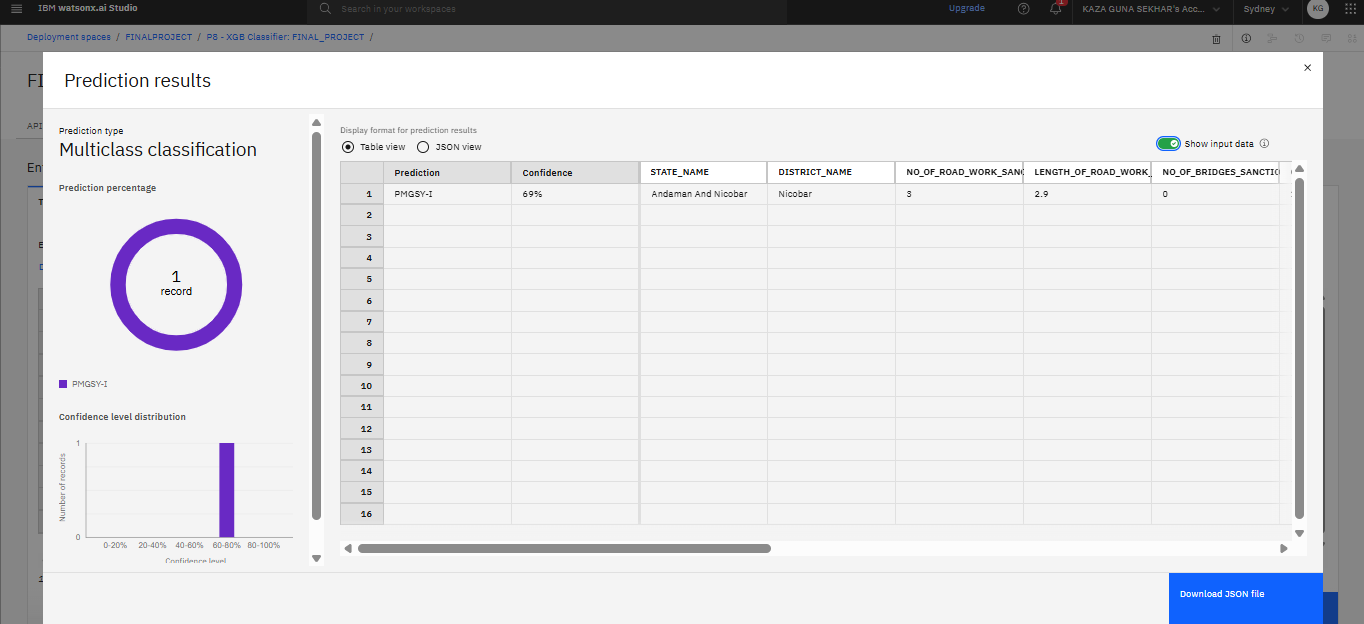 IBM watsonx.ai Studio
Search in your workspaces
Upgrade
1
KAZA GUNA SEKHAR's Acc...
Sydney
KG
Deployment spaces / FINALPROJECT / P8 - XGB Classifier: FINAL_PROJECT /
FI
API
En
Prediction results
Prediction type
Multiclass classification
Prediction percentage
1
record
PMGSY-I
Confidence level distribution
Number of records
1
0
0-20% 20-40% 40-60% 60-80% 80-100%
Confidence level
Display format for prediction results
Table view JSON view
Show input data
Prediction Confidence STATE_NAME DISTRICT_NAME NO_OF_ROAD_WORK_SANC LENGTH_OF_ROAD_WORK_ NO_OF_BRIDGES_SANCTIO
1 PMGSY-I 69% Andaman And Nicobar Nicobar 3 2.9 0
2
3
4
5
6
7
8
9
10
11
12
13
14
15
16
Download JSON file